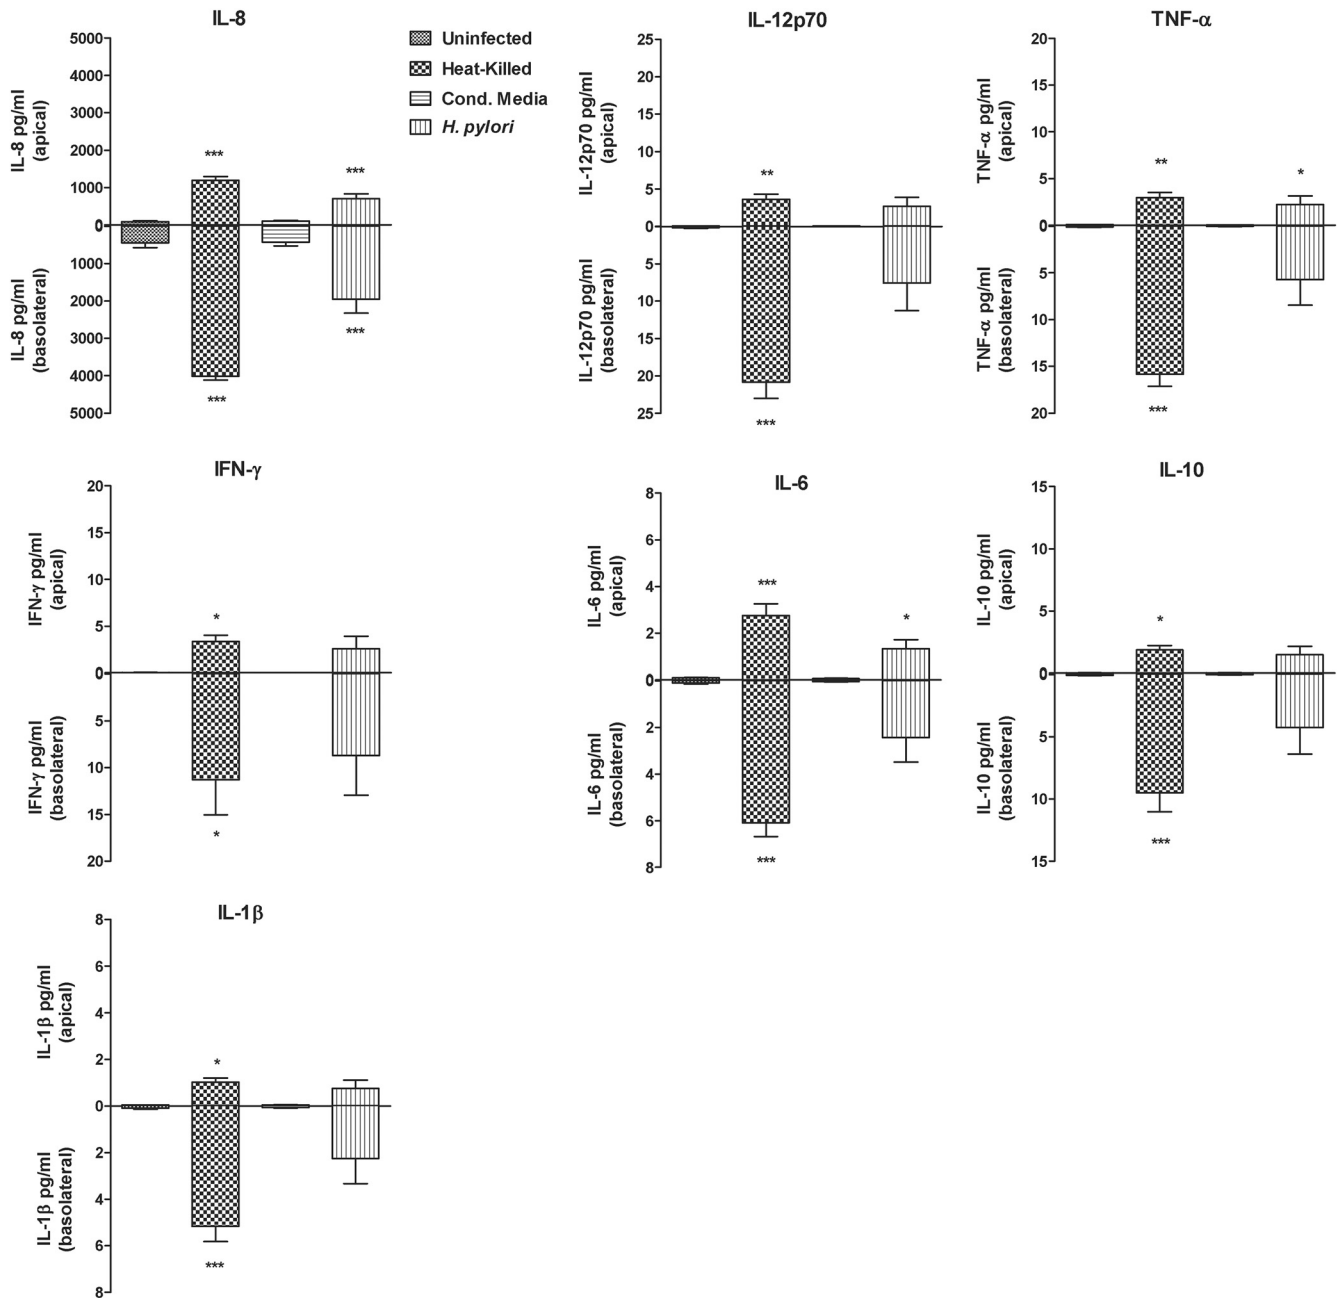 IL-8
5000
4000
3000
2000
1000
0
1000
2000
3000
4000
5000
IL-8 pg/ml
(apical)
IL-8 pg/ml
(basolateral)
***
***
***
***
Uninfected
Heat-Killed
Cond. Media
H. pylori
IL-12p70
25
20
15
10
5
0
5
10
15
20
25
IL-12p70 pg/ml
(apical)
IL-12p70 pg/ml
(basolateral)
**
***
TNF-α
20
15
10
5
0
5
10
15
20
TNF-α pg/ml
(apical)
TNF-α pg/ml
(basolateral)
**
*
***
IFN-γ
20
15
10
5
0
5
10
15
20
IFN-γ pg/ml
(apical)
IFN-γ pg/ml
(basolateral)
*
*
IL-6
8
6
4
2
0
2
4
6
8
IL-6 pg/ml
(apical)
IL-6 pg/ml
(basolateral)
***
*
***
IL-10
15
10
5
0
5
10
15
IL-10 pg/ml
(apical)
IL-10 pg/ml
(basolateral)
*
***
IL-1β
8
6
4
2
0
2
4
6
8
IL-1β pg/ml
(apical)
IL-1β pg/ml
(basolateral)
*
***